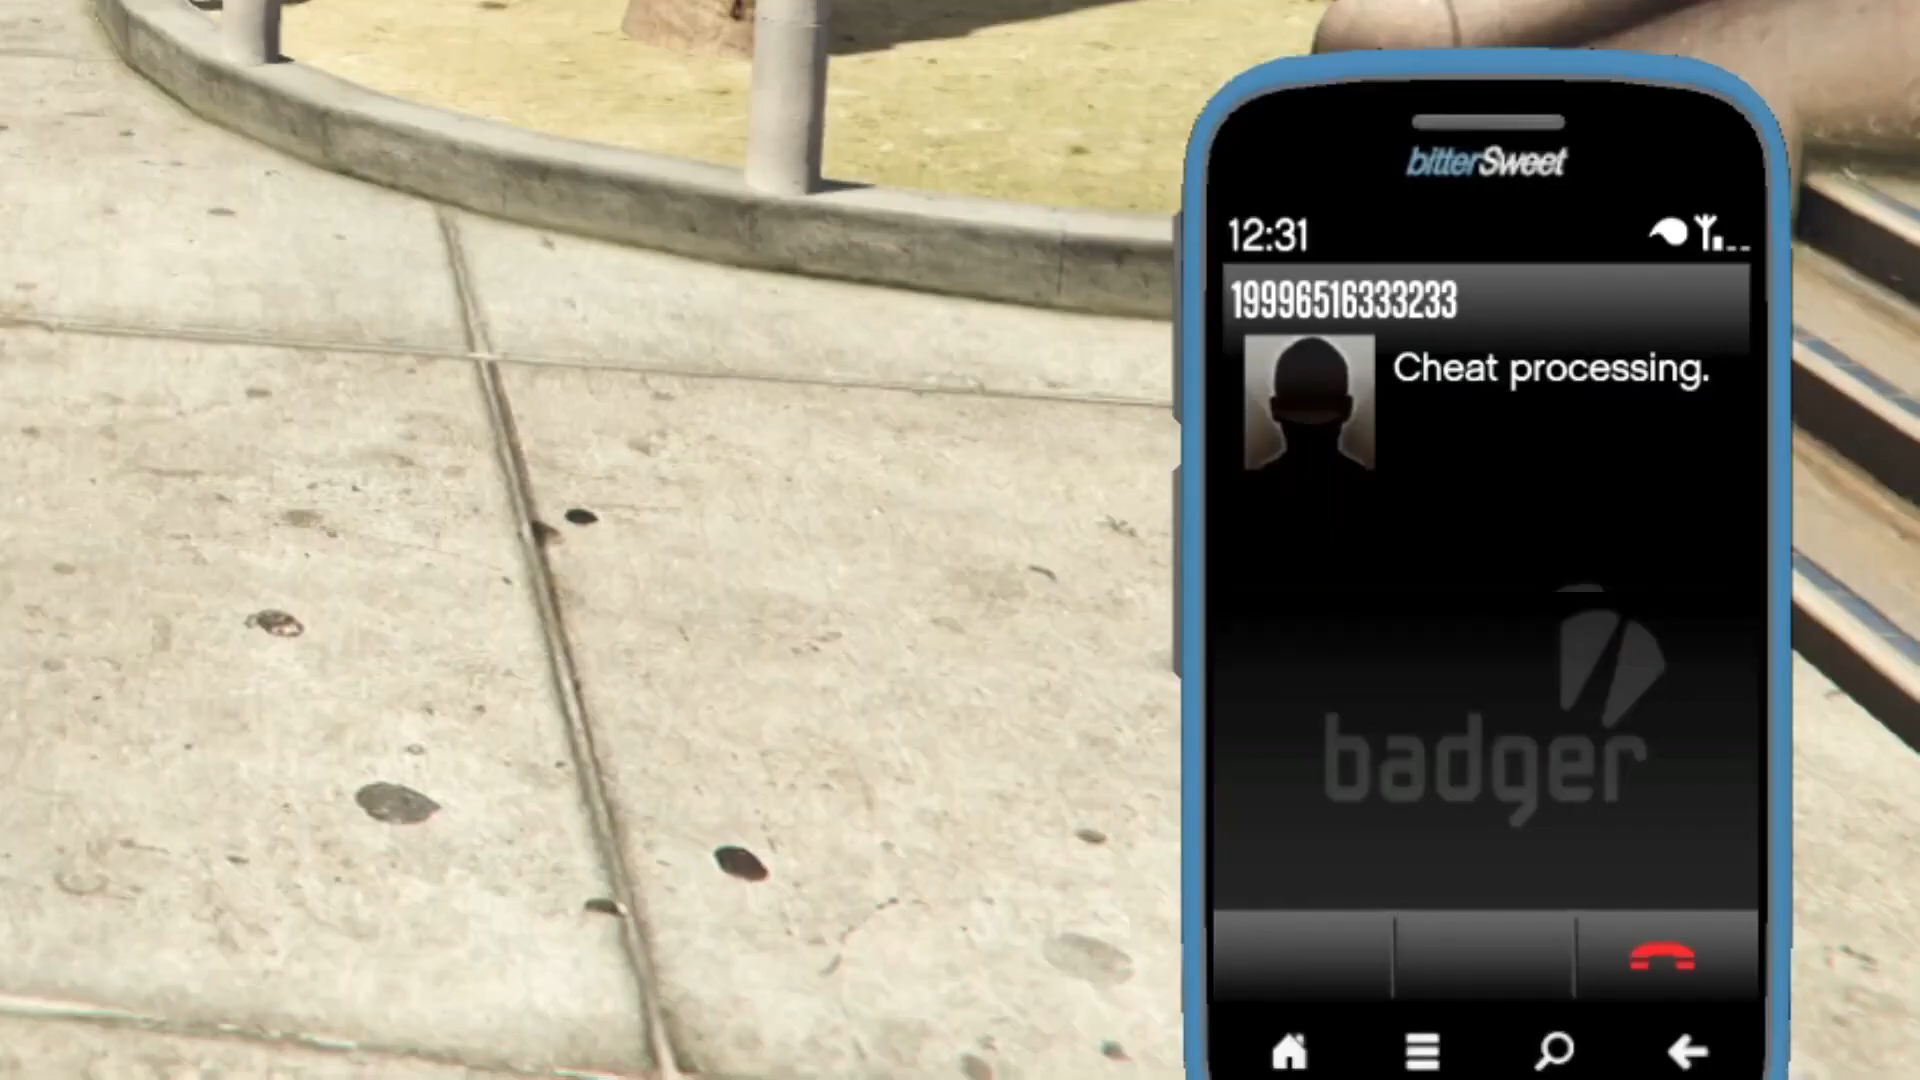 bitterSweet
12:31
19996516333233
Cheat processing.
badger